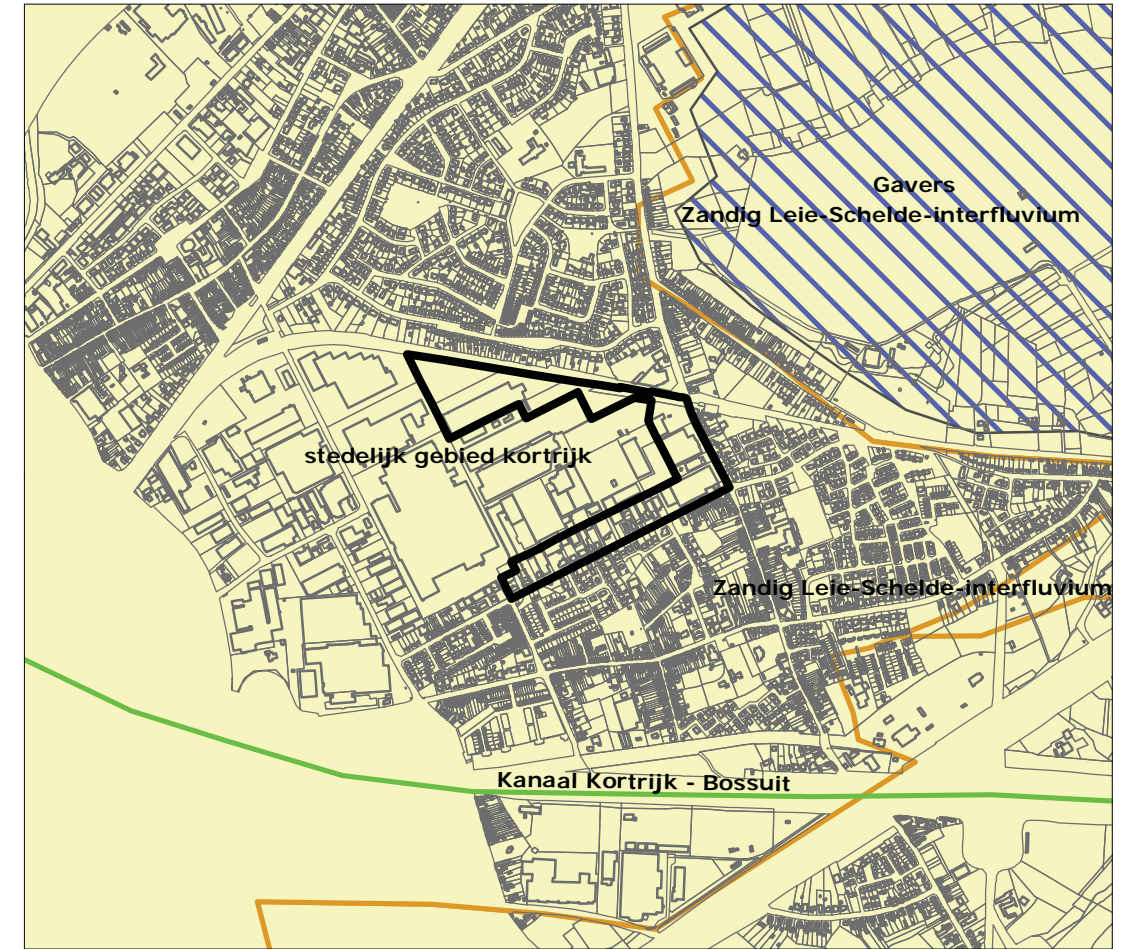 Gavers
Zandig Leie-Schelde-interfluvium
stedelijk gebied kortrijk
Zandig Leie-Schelde-interfluvium
Kanaal Kortrijk - Bossuit